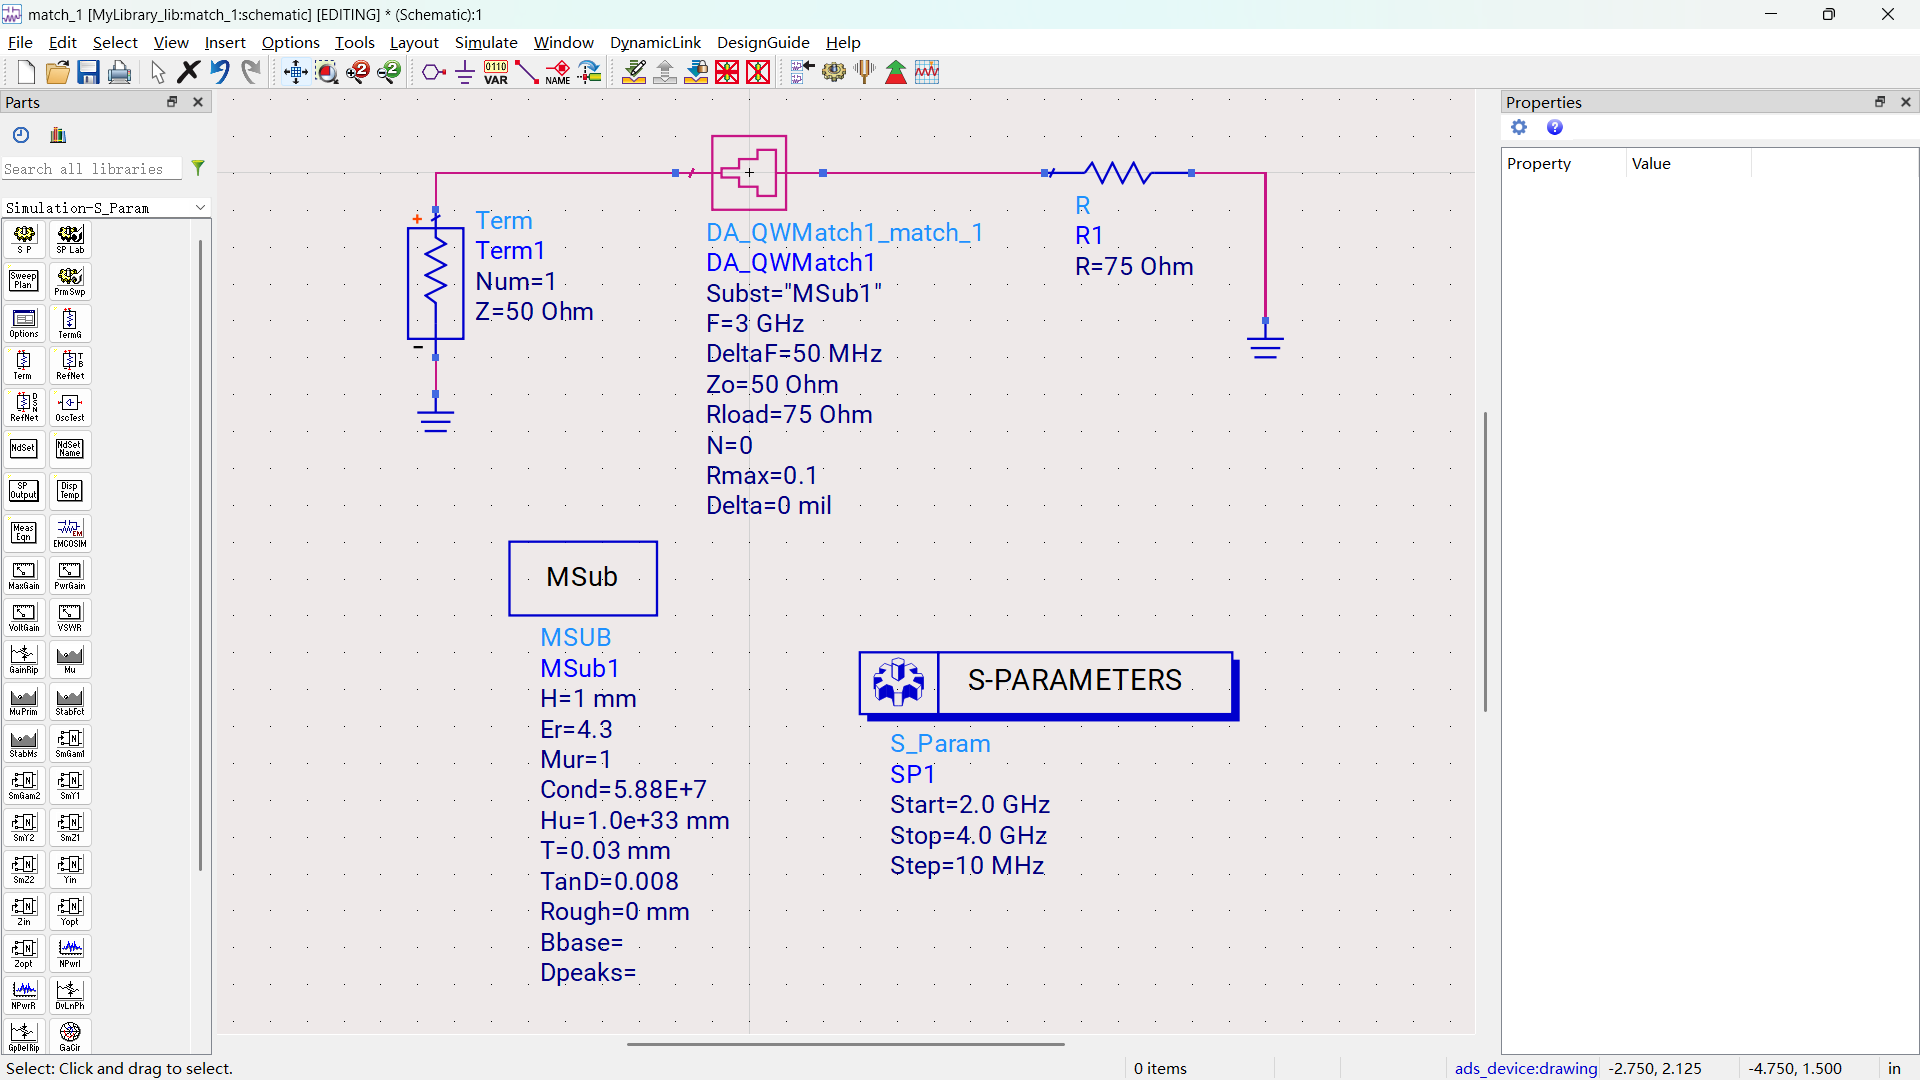 match_1 [MyLibrary_lib:match_1:schematic] [EDITING] * (Schematic):1
File Edit Select View Insert Options Tools Layout Simulate Window DynamicLink DesignGuide Help
0110
VAR
NAME
Parts
Search all libraries
Simulation-S_Param
S P
SP Lab
Sweep
Plan
PrmSwp
Options
TermG
Term
RefNet
RefNet
OscTest
NdSet
NdSet
Name
SP
Output
Disp
Temp
Meas
Eqn
EMCOSIM
MaxGain
PwrGain
VoltGain
VSWR
GainRip
Mu
MuPrim
StabFct
StabMs
SmGam1
SmGam2
SmY1
SmY2
SmZ1
SmZ2
Yin
Zin
Yopt
Zopt
NPwrI
NPwrR
DvLnPh
GpDelRip
GaCir
Term
Term1
Num=1
Z=50 Ohm
DA_QWMatch1_match_1
DA_QWMatch1
Subst="MSub1"
F=3 GHz
DeltaF=50 MHz
Zo=50 Ohm
Rload=75 Ohm
N=0
Rmax=0.1
Delta=0 mil
R
R1
R=75 Ohm
MSub
MSUB
MSub1
H=1 mm
Er=4.3
Mur=1
Cond=5.88E+7
Hu=1.0e+33 mm
T=0.03 mm
TanD=0.008
Rough=0 mm
Bbase=
Dpeaks=
S-PARAMETERS
S_Param
SP1
Start=2.0 GHz
Stop=4.0 GHz
Step=10 MHz
Properties
Property Value
Select: Click and drag to select.
0 items
ads_device:drawing
-2.750, 2.125
-4.750, 1.500
in